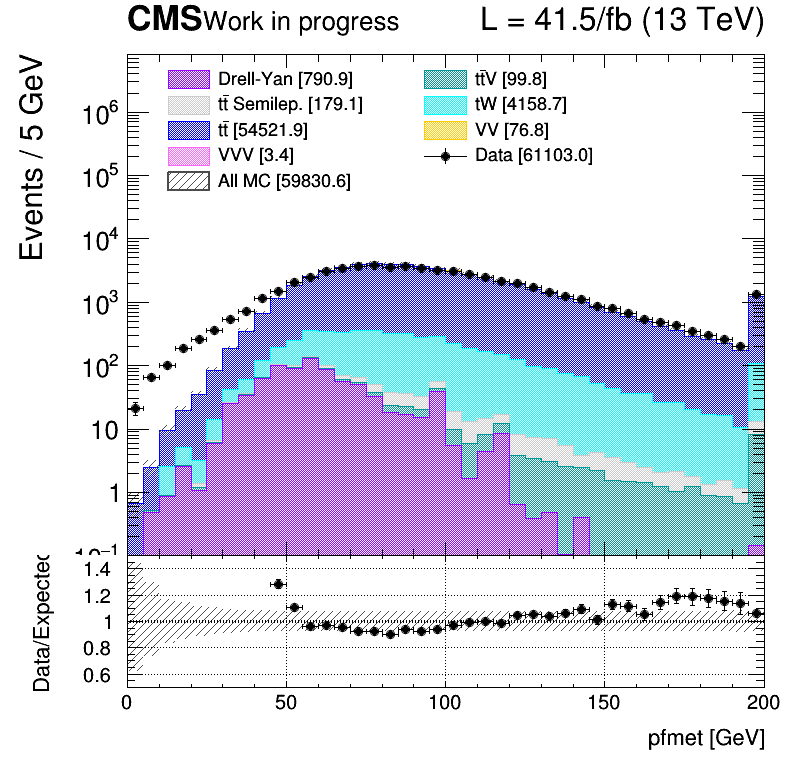 CMS Work in progress L = 41.5/fb (13 TeV)
Drell-Yan [790.9]
tt̄ Semilep. [179.1]
tt̄ [54521.9]
VVV [3.4]
All MC [59830.6]
tt̄V [99.8]
tW [4158.7]
VV [76.8]
Data [61103.0]
Events / 5 GeV
10⁶
10⁵
10⁴
10³
10²
10
1
10⁻¹
Data/Expected
1.4
1.2
1
0.8
0.6
0 50 100 150 200
pfmet [GeV]